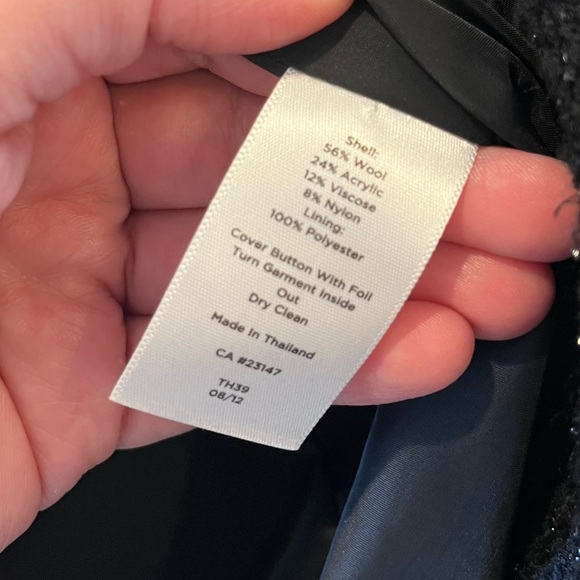 Shell:
56% Wool
24% Acrylic
12% Viscose
8% Nylon
Lining:
100% Polyester
Cover Button With Foil
Turn Garment Inside
Out
Dry Clean
Made In Thailand
CA #23147
TH39
08/12